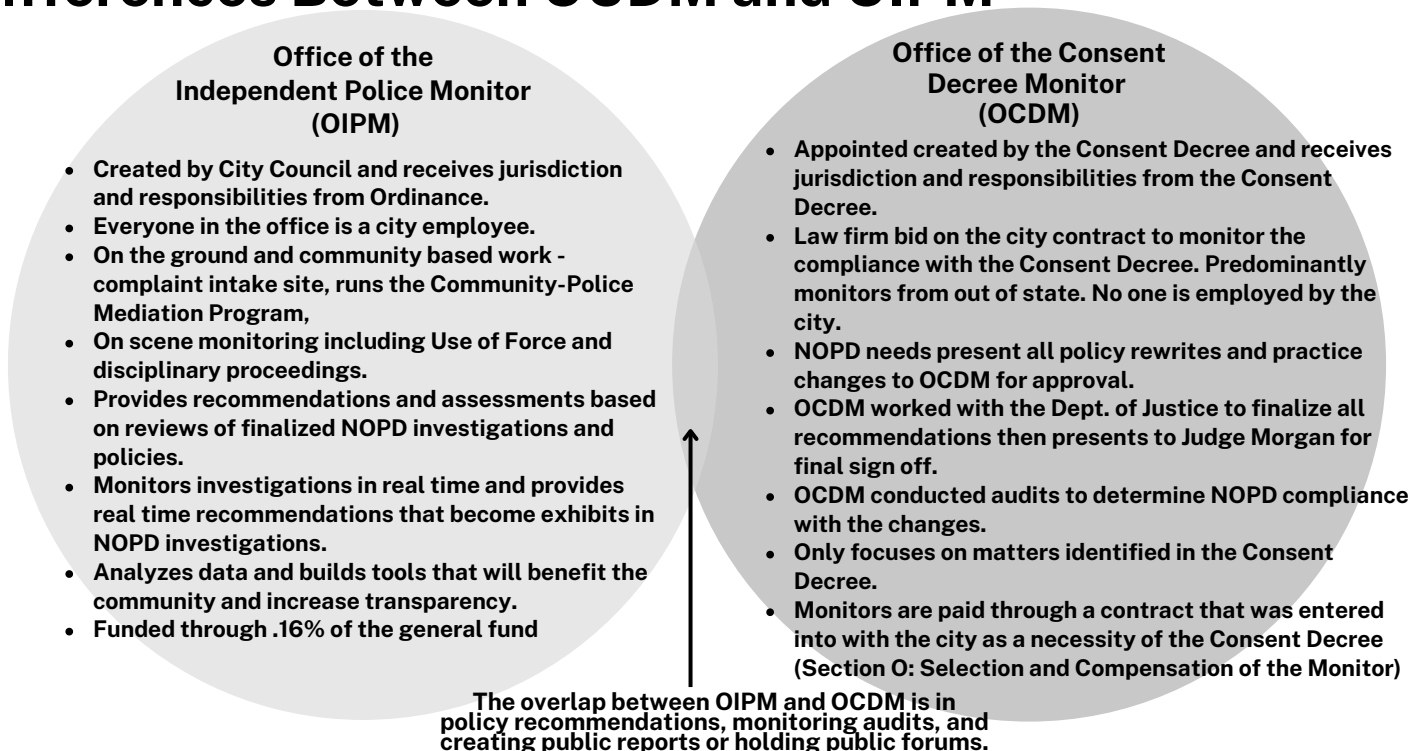 Differences Between OCDM and OIPM
Office of the
Independent Police Monitor
(OIPM)
• Created by City Council and receives jurisdiction
and responsibilities from Ordinance.
• Everyone in the office is a city employee.
• On the ground and community based work -
complaint intake site, runs the Community-Police
Mediation Program,
• On scene monitoring including Use of Force and
disciplinary proceedings.
• Provides recommendations and assessments based
on reviews of finalized NOPD investigations and
policies.
• Monitors investigations in real time and provides
real time recommendations that become exhibits in
NOPD investigations.
• Analyzes data and builds tools that will benefit the
community and increase transparency.
• Funded through .16% of the general fund
Office of the Consent
Decree Monitor
(OCDM)
• Appointed created by the Consent Decree and receives
jurisdiction and responsibilities from the Consent
Decree.
• Law firm bid on the city contract to monitor the
compliance with the Consent Decree. Predominantly
monitors from out of state. No one is employed by the
city.
• NOPD needs present all policy rewrites and practice
changes to OCDM for approval.
• OCDM worked with the Dept. of Justice to finalize all
recommendations then presents to Judge Morgan for
final sign off.
• OCDM conducted audits to determine NOPD compliance
with the changes.
• Only focuses on matters identified in the Consent
Decree.
• Monitors are paid through a contract that was entered
into with the city as a necessity of the Consent Decree
(Section O: Selection and Compensation of the Monitor)
The overlap between OIPM and OCDM is in
policy recommendations, monitoring audits, and
creating public reports or holding public forums.